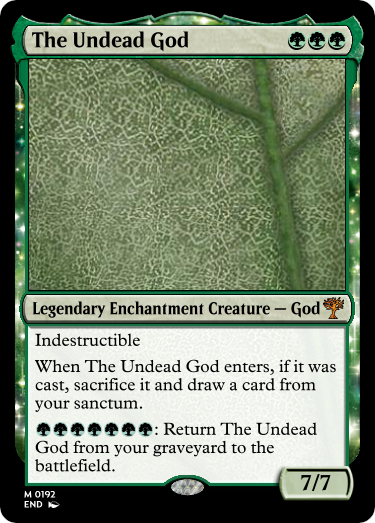 The Undead God
Legendary Enchantment Creature — God
Indestructible
When The Undead God enters, if it was
cast, sacrifice it and draw a card from
your sanctum.
: Return The Undead
God from your graveyard to the
battlefield.
7/7
M 0192
END